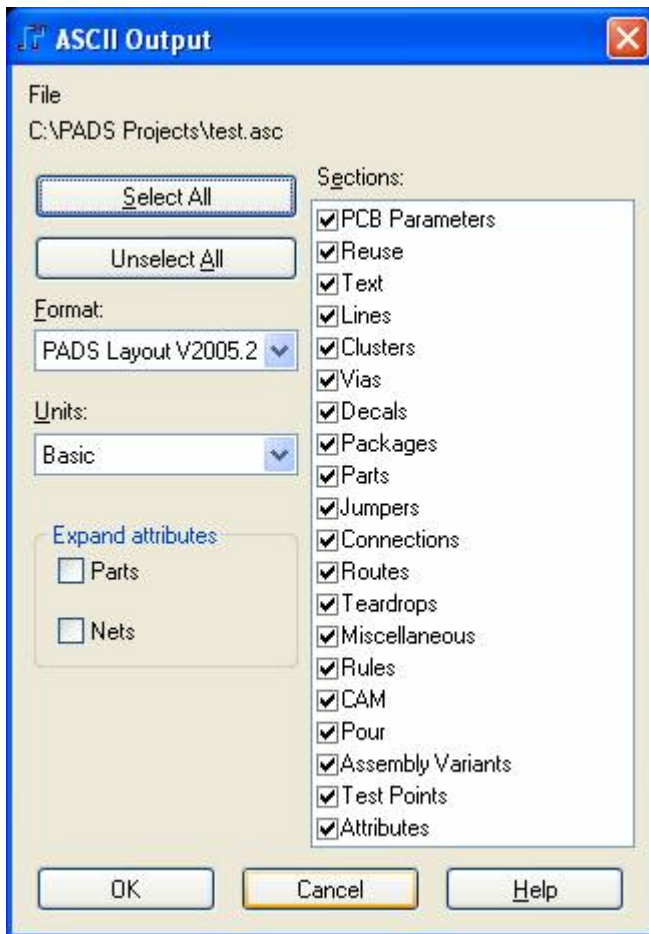 ASCII Output
File
C:\PADS Projects\test.asc
Select All
Unselect All
Format:
PADS Layout V2005.2
Units:
Basic
Expand attributes
Parts
Nets
Sections:
PCB Parameters
Reuse
Text
Lines
Clusters
Vias
Decals
Packages
Parts
Jumpers
Connections
Routes
Teardrops
Miscellaneous
Rules
CAM
Pour
Assembly Variants
Test Points
Attributes
OK
Cancel
Help